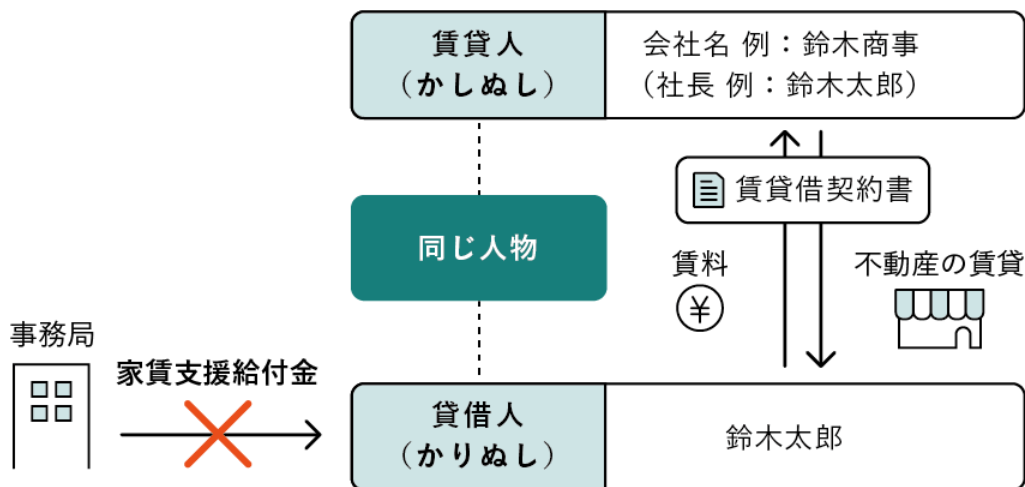 賃貸人
（かしぬし）
会社名 例：鈴木商事
（社長 例：鈴木太郎）
賃貸借契約書
同じ人物
賃料
¥
不動産の賃貸
事務局
家賃支援給付金
貸借人
（かりぬし）
鈴木太郎